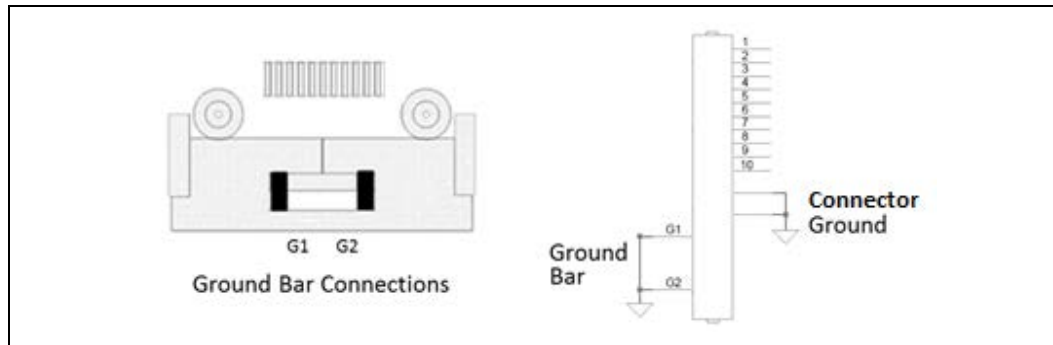 G1 G2
Ground Bar Connections
1
2
3
4
5
6
7
8
9
10
Connector
Ground
G1
Ground
Bar
G2